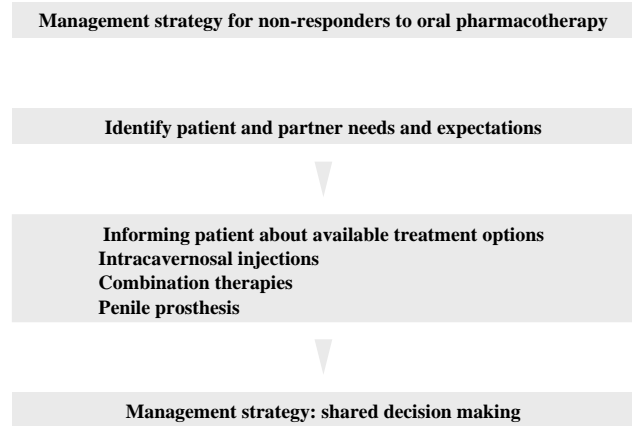 Management strategy for non-responders to oral pharmacotherapy
Identify patient and partner needs and expectations
Informing patient about available treatment options
Intracavernosal injections
Combination therapies
Penile prosthesis
Management strategy: shared decision making